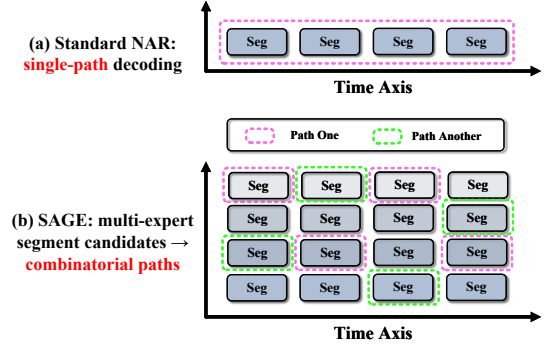 (a) Standard NAR:
single-path decoding
Seg Seg Seg Seg
Time Axis
Path One Path Another
Seg Seg Seg Seg
Seg Seg Seg Seg
(b) SAGE: multi-expert
segment candidates →
combinatorial paths
Seg Seg Seg Seg
Seg Seg Seg Seg
Time Axis